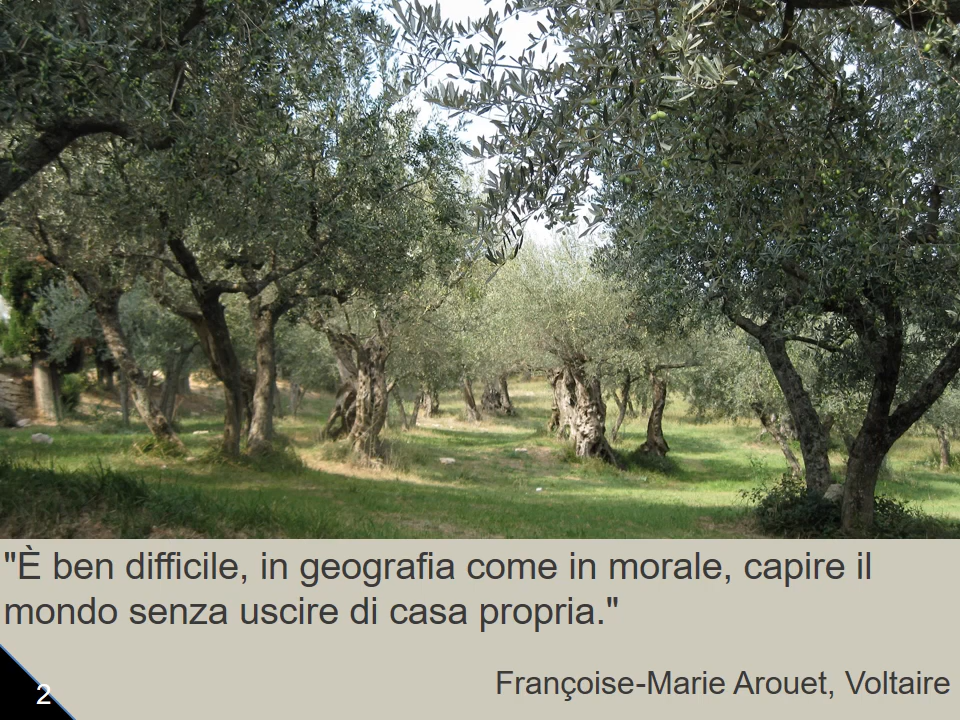 "È ben difficile, in geografia come in morale, capire il
mondo senza uscire di casa propria."
Françoise-Marie Arouet, Voltaire
2